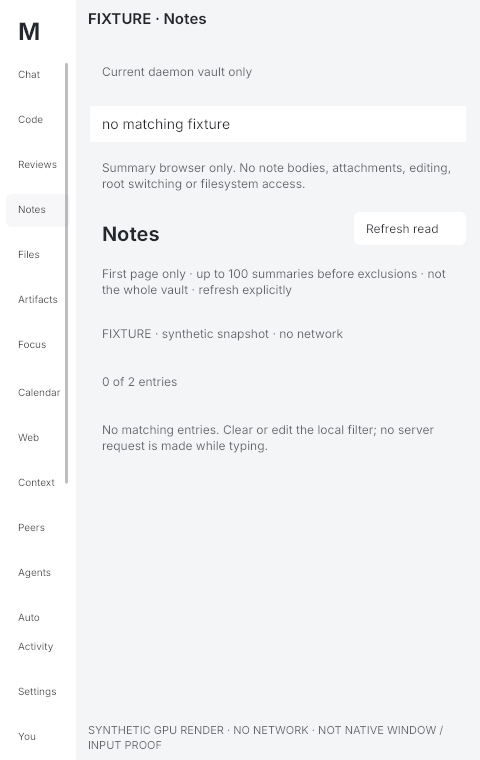 M
Chat
Code
Reviews
Notes
Files
Artifacts
Focus
Calendar
Web
Context
Peers
Agents
Auto
Activity
Settings
You
FIXTURE · Notes
Current daemon vault only
no matching fixture
Summary browser only. No note bodies, attachments, editing,
root switching or filesystem access.
Notes
Refresh read
First page only · up to 100 summaries before exclusions · not
the whole vault · refresh explicitly
FIXTURE · synthetic snapshot · no network
0 of 2 entries
No matching entries. Clear or edit the local filter; no server
request is made while typing.
SYNTHETIC GPU RENDER · NO NETWORK · NOT NATIVE WINDOW /
INPUT PROOF